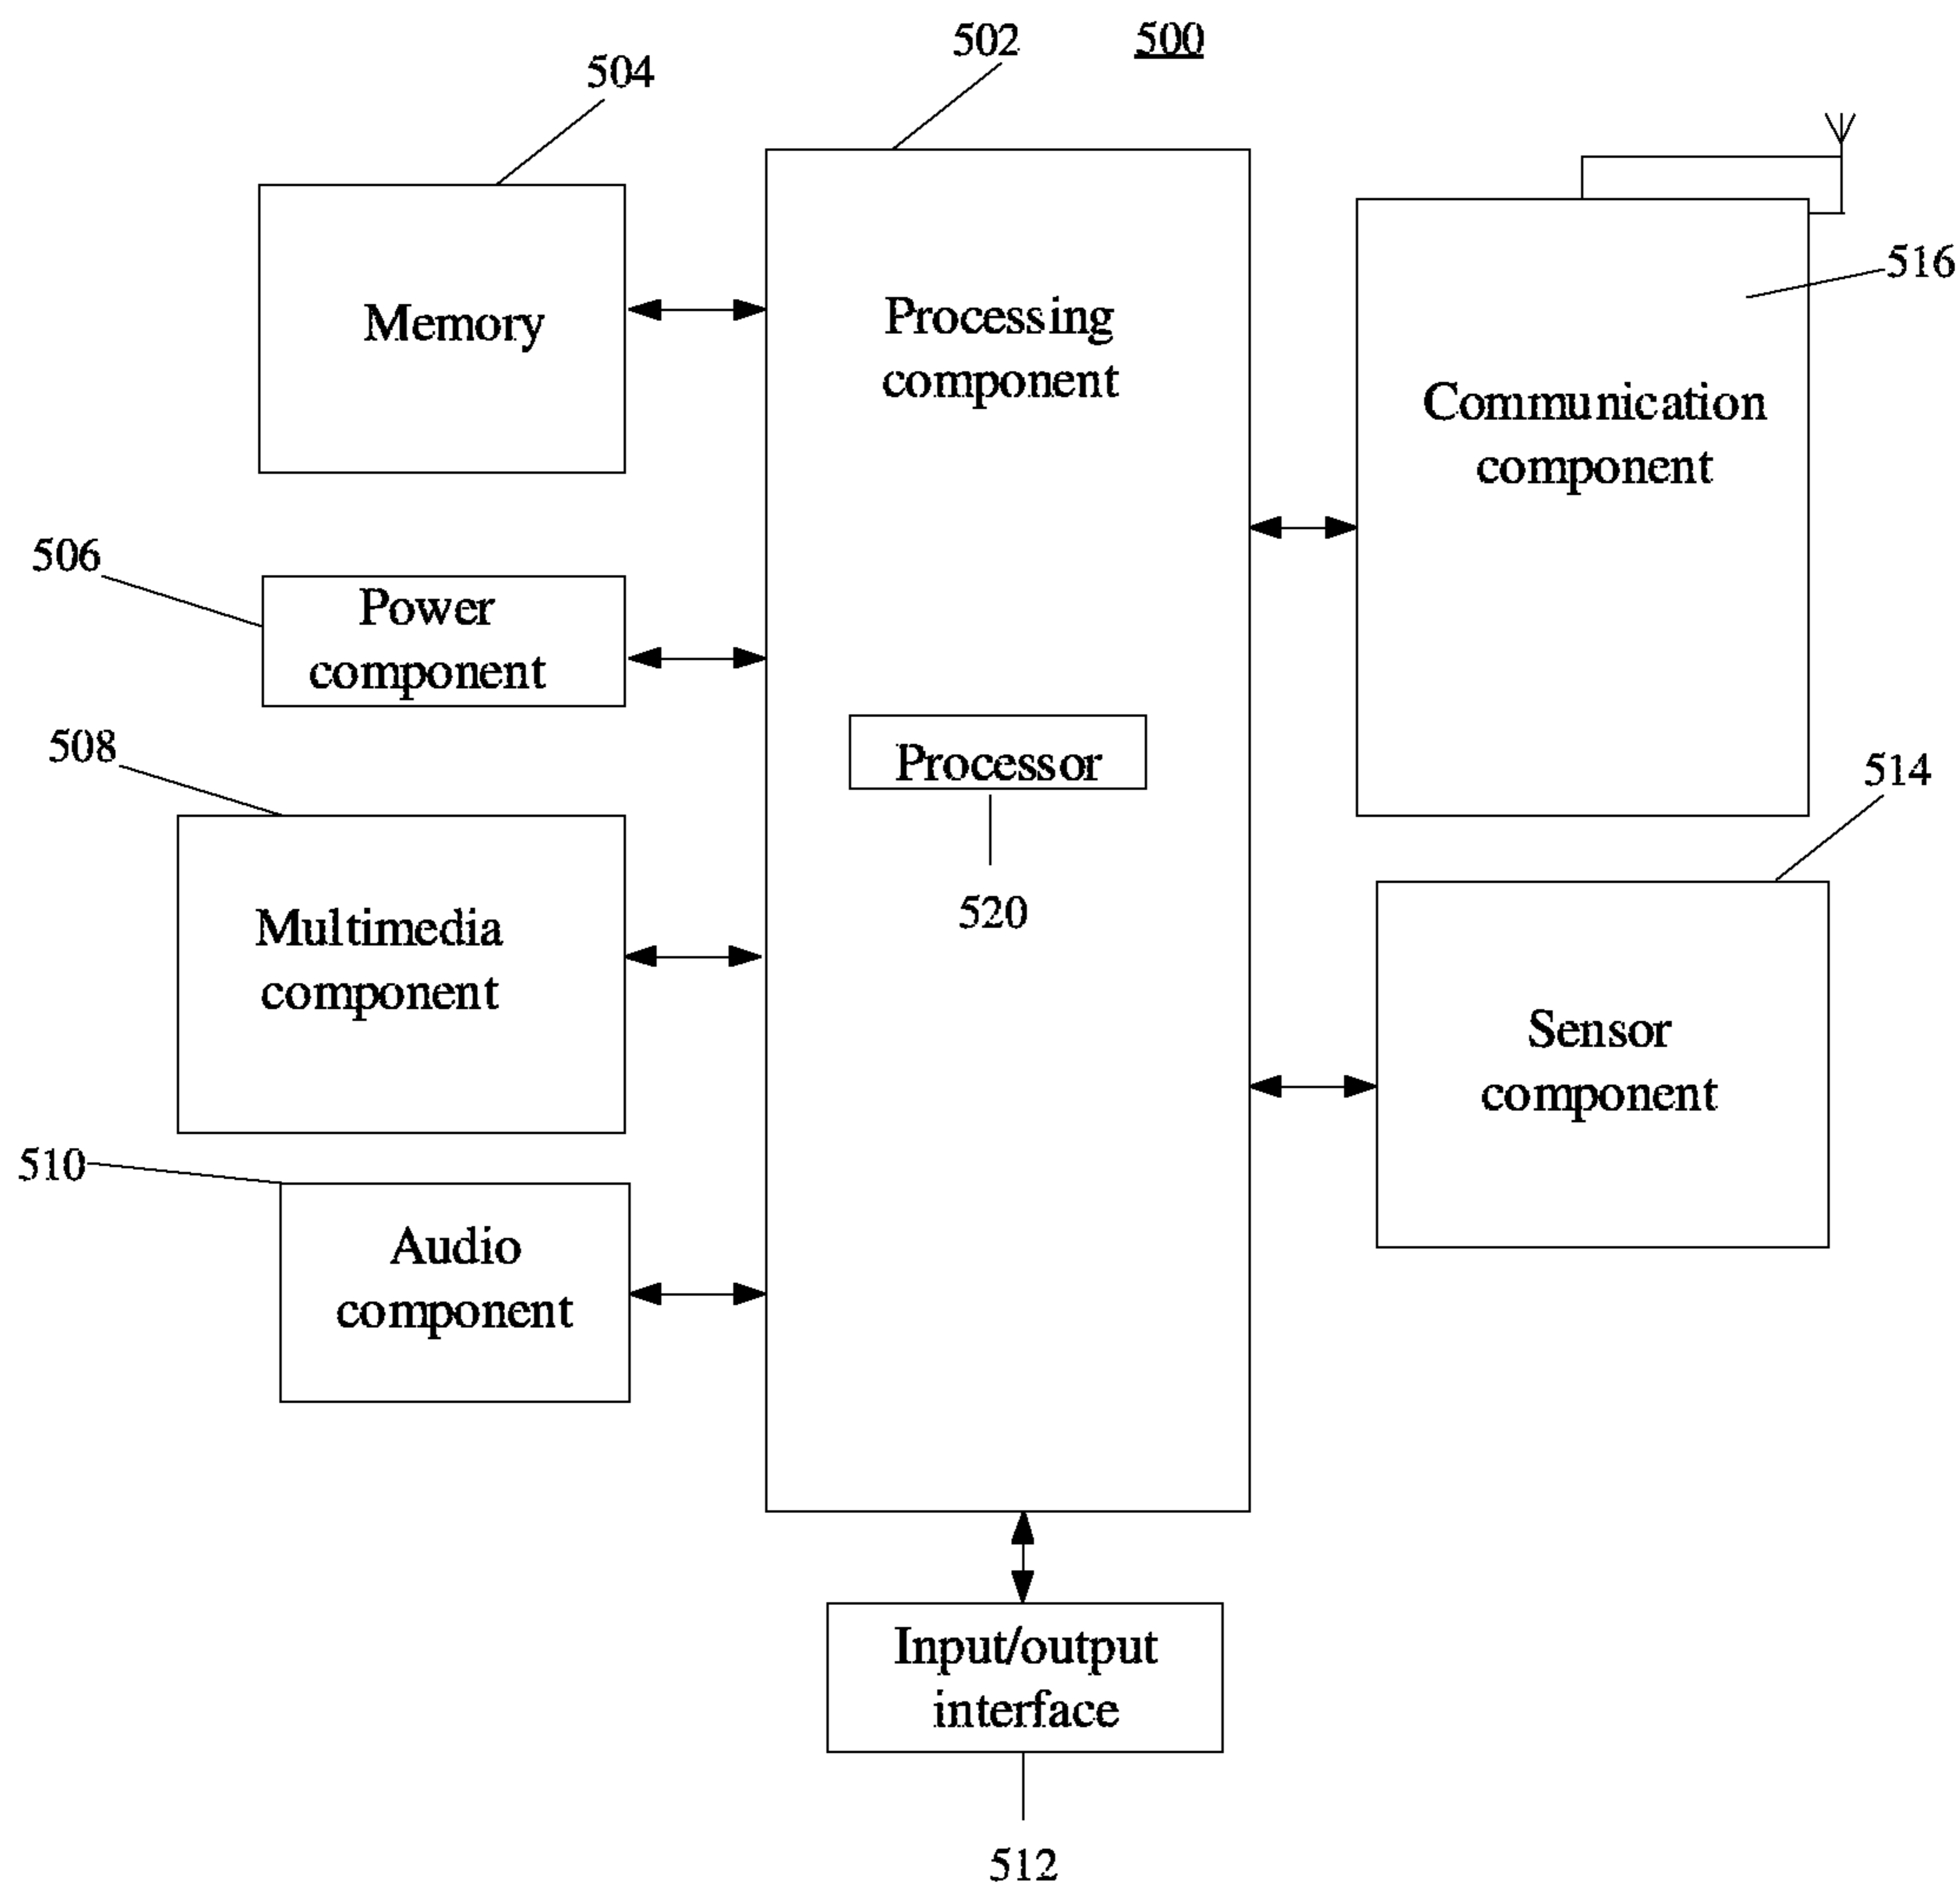 502
500
504
516
Memory
Processing
component
Communication
component
506
Power
component
508
Processor
514
520
Multimedia
component
Sensor
component
510
Audio
component
Input/output
interface
512